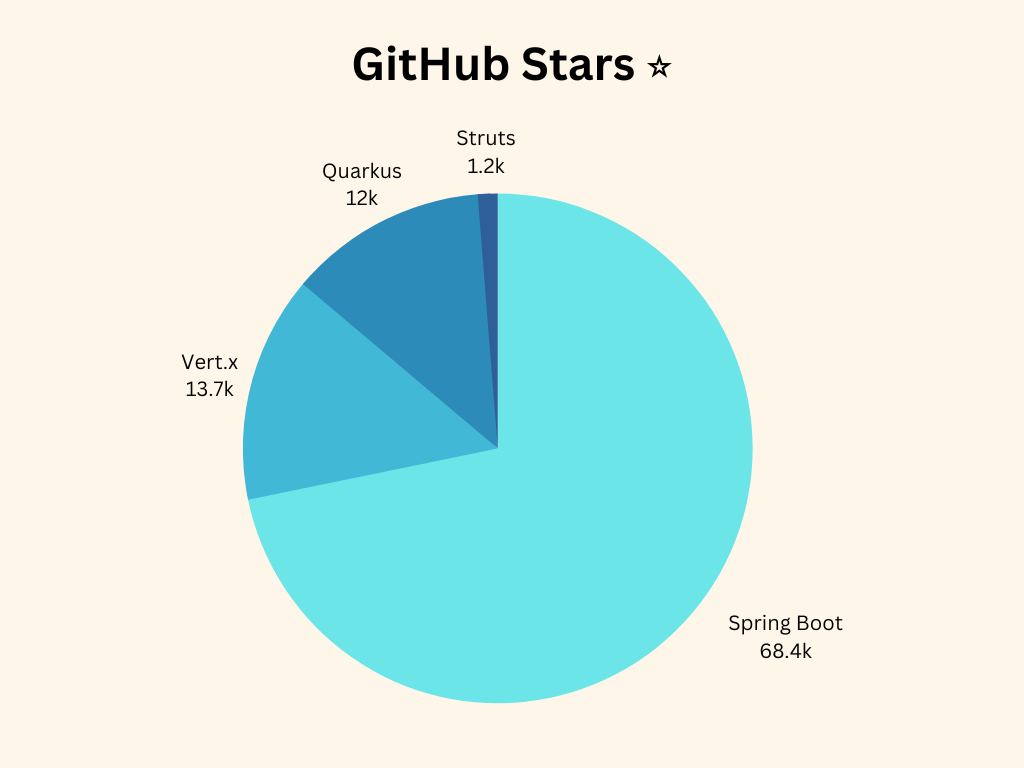 GitHub Stars ☆
Struts
1.2k
Quarkus
12k
Vert.x
13.7k
Spring Boot
68.4k